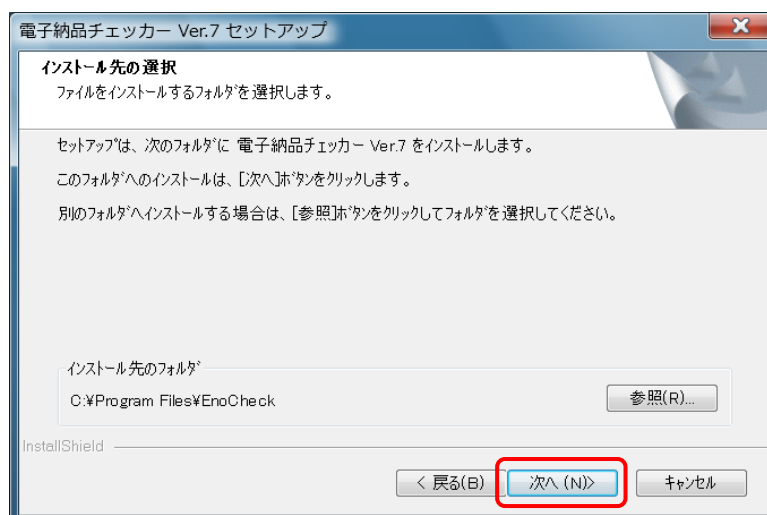 電子納品チェッカー Ver.7 セットアップ
インストール先の選択
ファイルをインストールするフォルダを選択します。
セットアップは、次のフォルダに 電子納品チェッカー Ver.7 をインストールします。
このフォルダへのインストールは、[次へ]ボタンをクリックします。
別のフォルダへインストールする場合は、[参照]ボタンをクリックしてフォルダを選択してください。
インストール先のフォルダ
C:¥Program Files¥EnoCheck
参照(R)...
InstallShield
< 戻る(B)
次へ (N)>
キャンセル